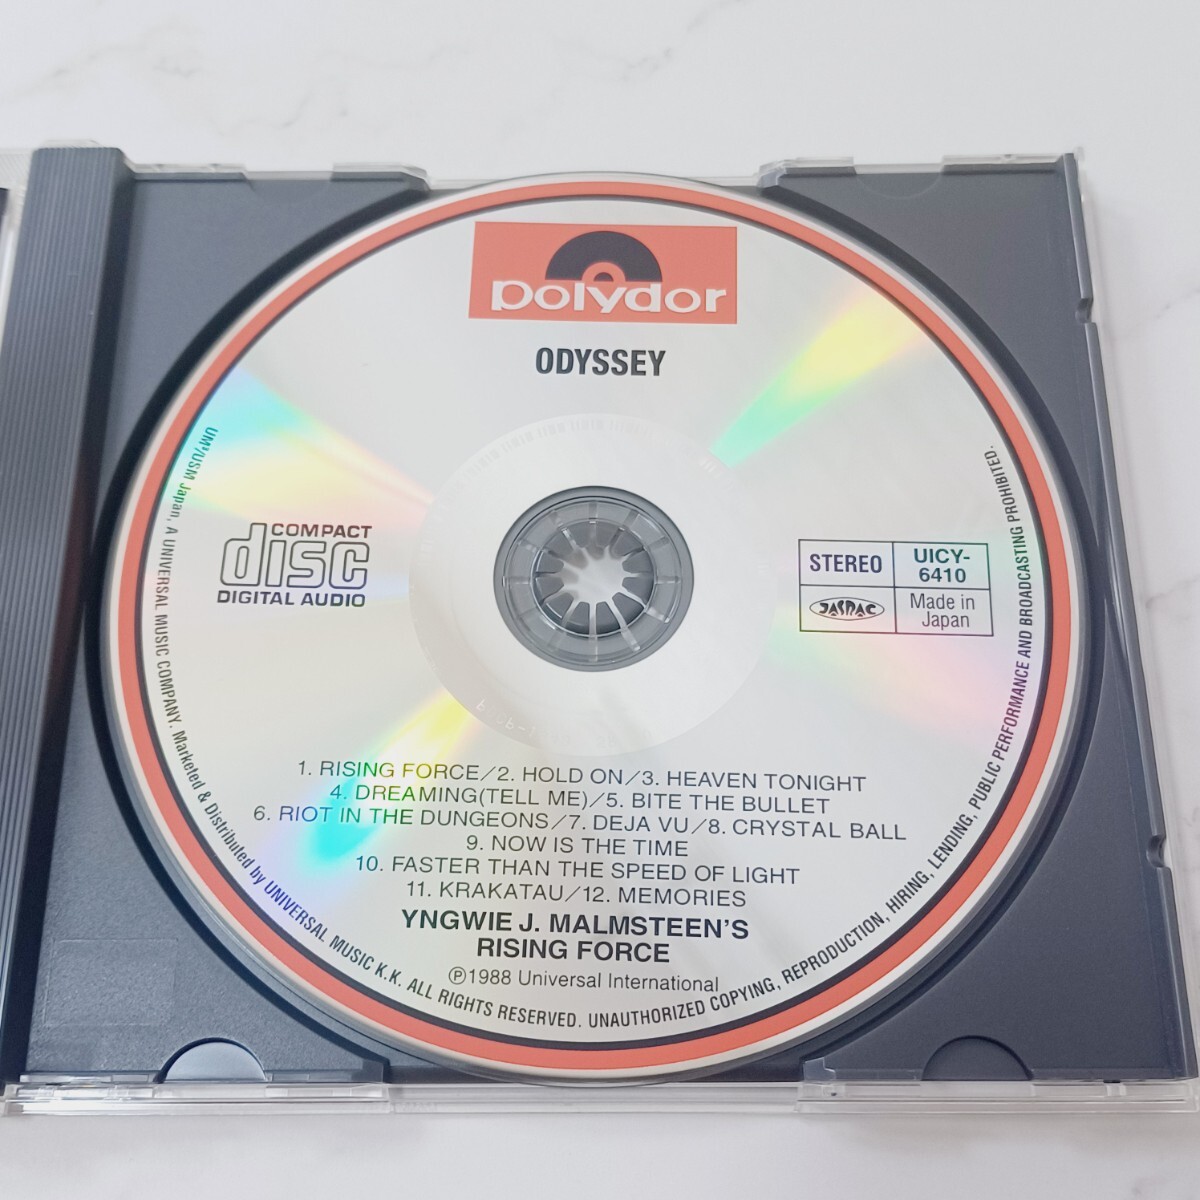 polydor
ODYSSEY
COMPACT
disc
DIGITAL AUDIO
STEREO
UICY-
6410
JASRAC
Made in
Japan
1. RISING FORCE/2. HOLD ON/3. HEAVEN TONIGHT
4. DREAMING(TELL ME)/5. BITE THE BULLET
6. RIOT IN THE DUNGEONS/7. DEJA VU/8. CRYSTAL BALL
9. NOW IS THE TIME
10. FASTER THAN THE SPEED OF LIGHT
11. KRAKATAU/12. MEMORIES
YNGWIE J. MALMSTEEN'S
RISING FORCE
℗1988 Universal International
UM³/USM Japan, A UNIVERSAL MUSIC COMPANY. Marketed & Distributed by UNIVERSAL MUSIC K.K. ALL RIGHTS RESERVED. UNAUTHORIZED COPYING, REPRODUCTION, HIRING, LENDING, PUBLIC PERFORMANCE AND BROADCASTING PROHIBITED.